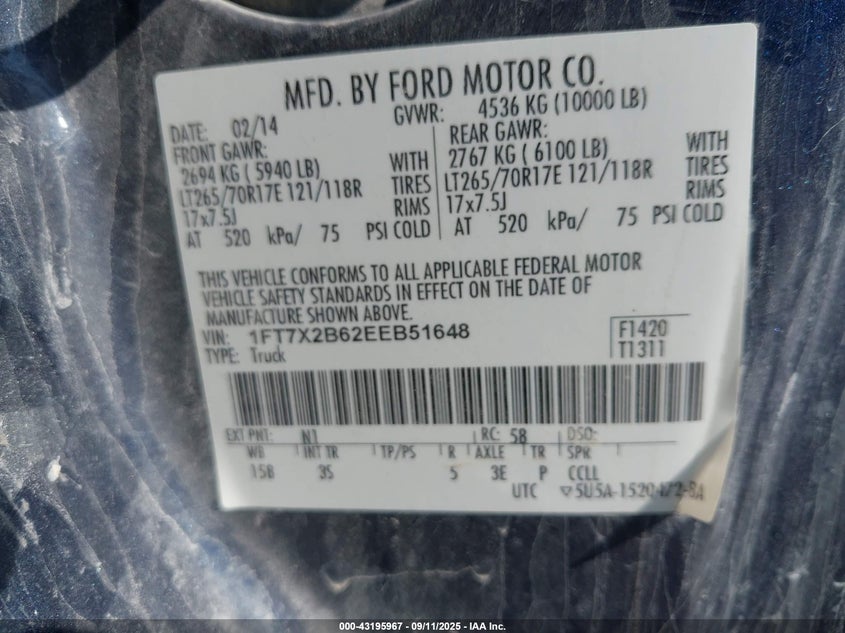 MFD. BY FORD MOTOR CO.
DATE: 02/14
GVWR: 4536 KG (10000 LB)
FRONT GAWR:
2694 KG ( 5940 LB) WITH
LT265/70R17E 121/118R TIRES
17x7.5J RIMS
AT 520 kPa/ 75 PSI COLD
REAR GAWR:
2767 KG ( 6100 LB) WITH
LT265/70R17E 121/118R TIRES
17x7.5J RIMS
AT 520 kPa/ 75 PSI COLD
THIS VEHICLE CONFORMS TO ALL APPLICABLE FEDERAL MOTOR
VEHICLE SAFETY STANDARDS IN EFFECT ON THE DATE OF
MANUFACTURE SHOWN ABOVE.
VIN: 1FT7X2B62EEB51648
TYPE: Truck
F1420
T1311
EXT PNT: N1 RC: 58 DSO:
WB INT TR TP/PS R AXLE TR SPR
158 3S 5 3E P CCLL
UTC
000-43195967 - 09/11/2025 - IAA Inc.